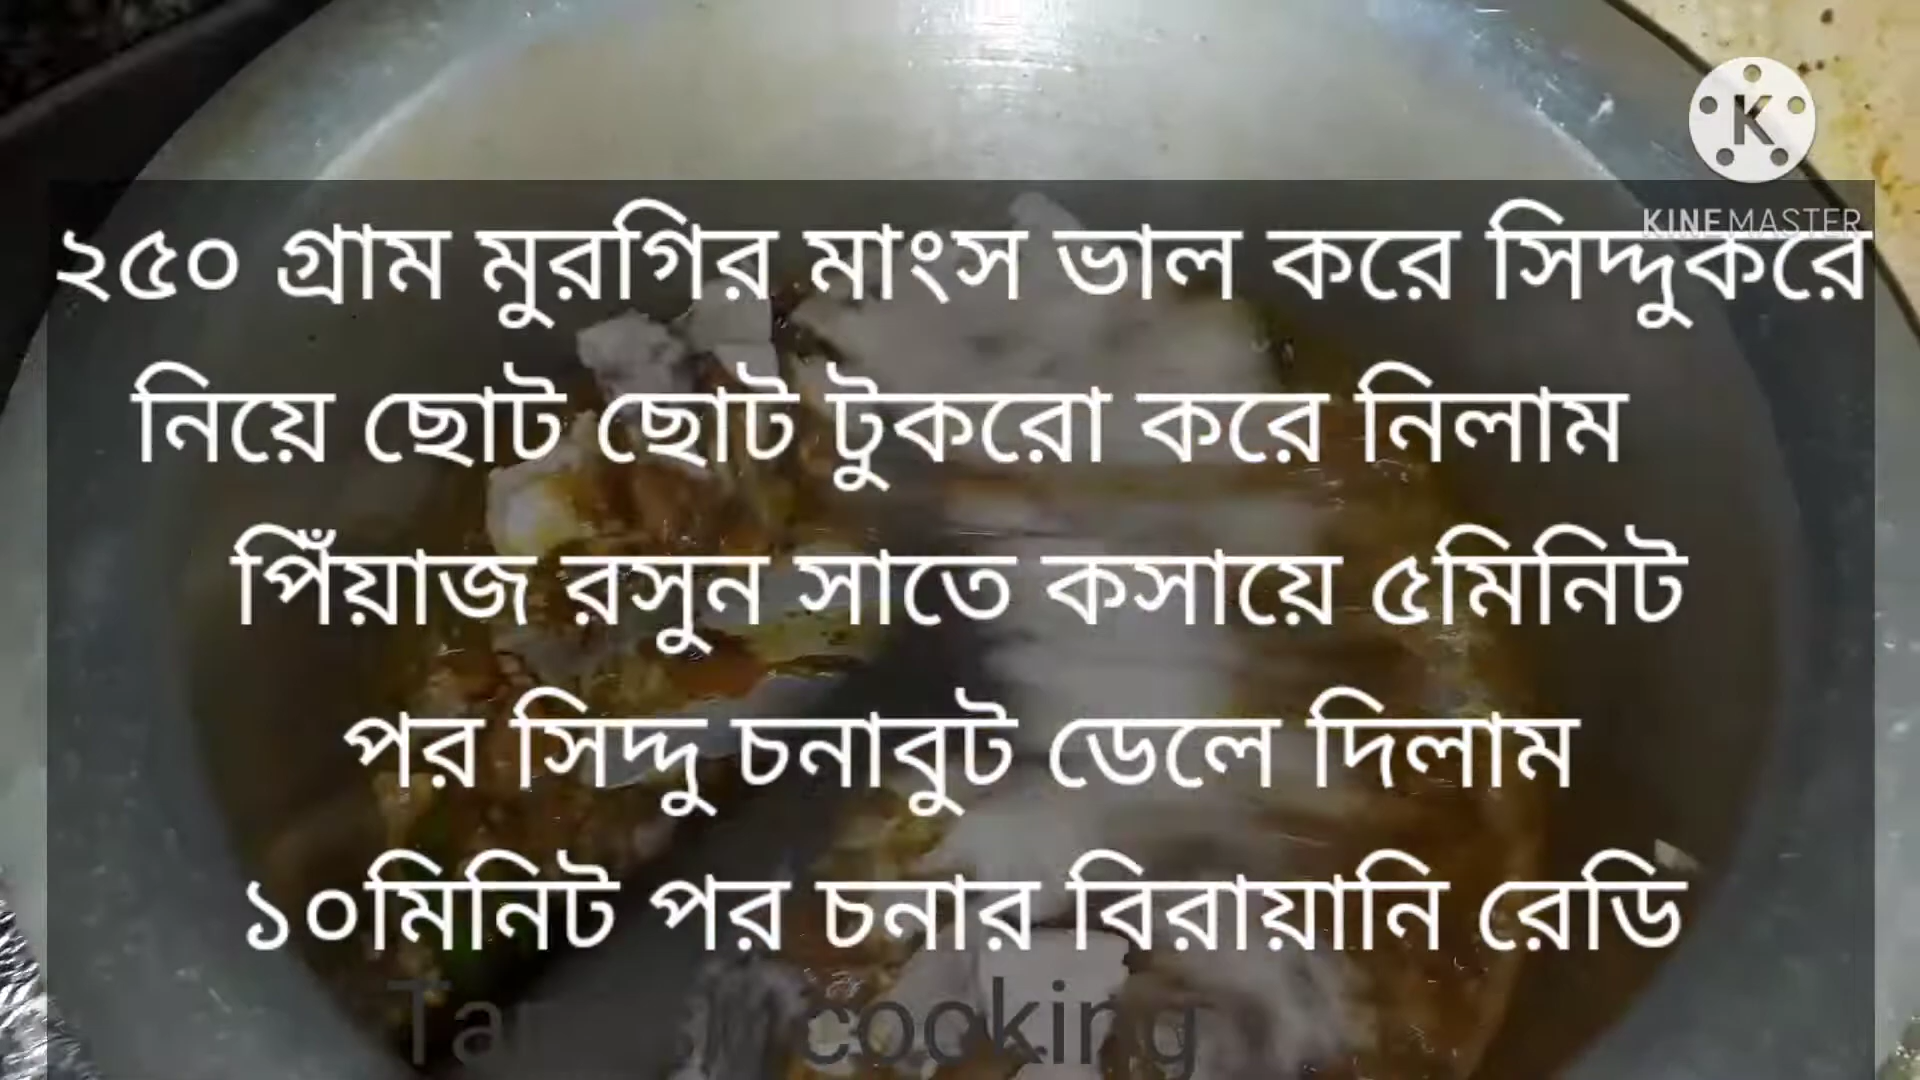 KINEMASTER
২৫০ গ্রাম মুরগির মাংস ভাল করে সিদ্দুকরে
নিয়ে ছোট ছোট টুকরো করে নিলাম
পিঁয়াজ রসুন সাতে কসায়ে ৫মিনিট
পর সিদ্দু চনাবুট ডেলে দিলাম
১০মিনিট পর চনার বিরায়ানি রেডি
cooking